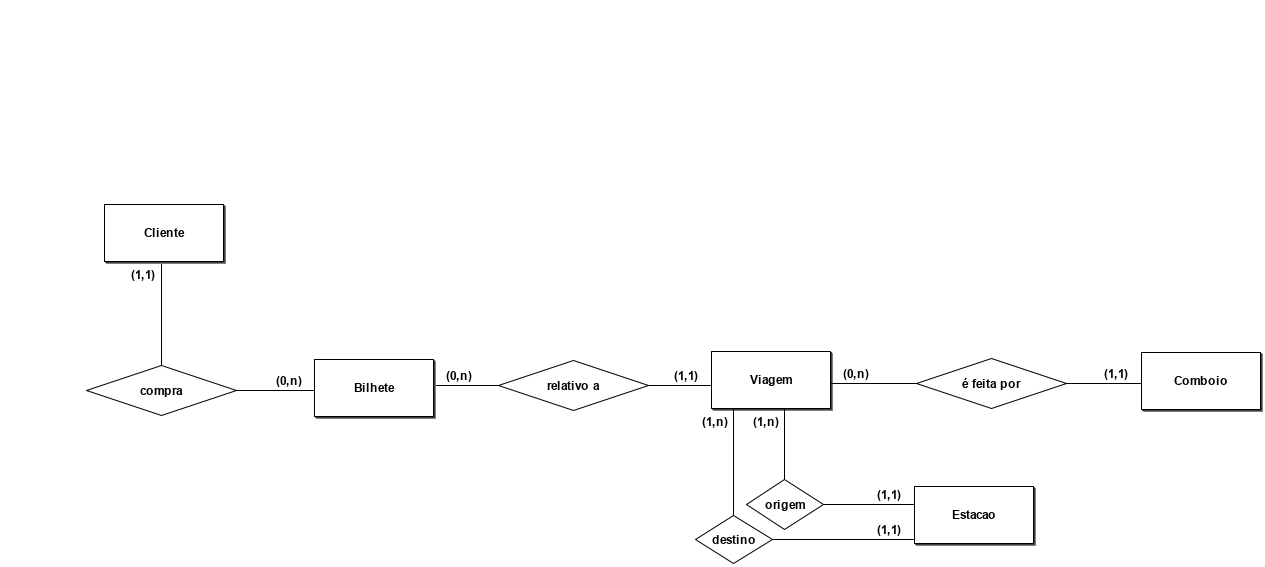 Cliente
(1,1)
compra
(0,n)
Bilhete
(0,n)
relativo a
(1,1)
Viagem
(0,n)
é feita por
(1,1)
Comboio
(1,n)
(1,n)
origem
(1,1)
Estacao
destino
(1,1)